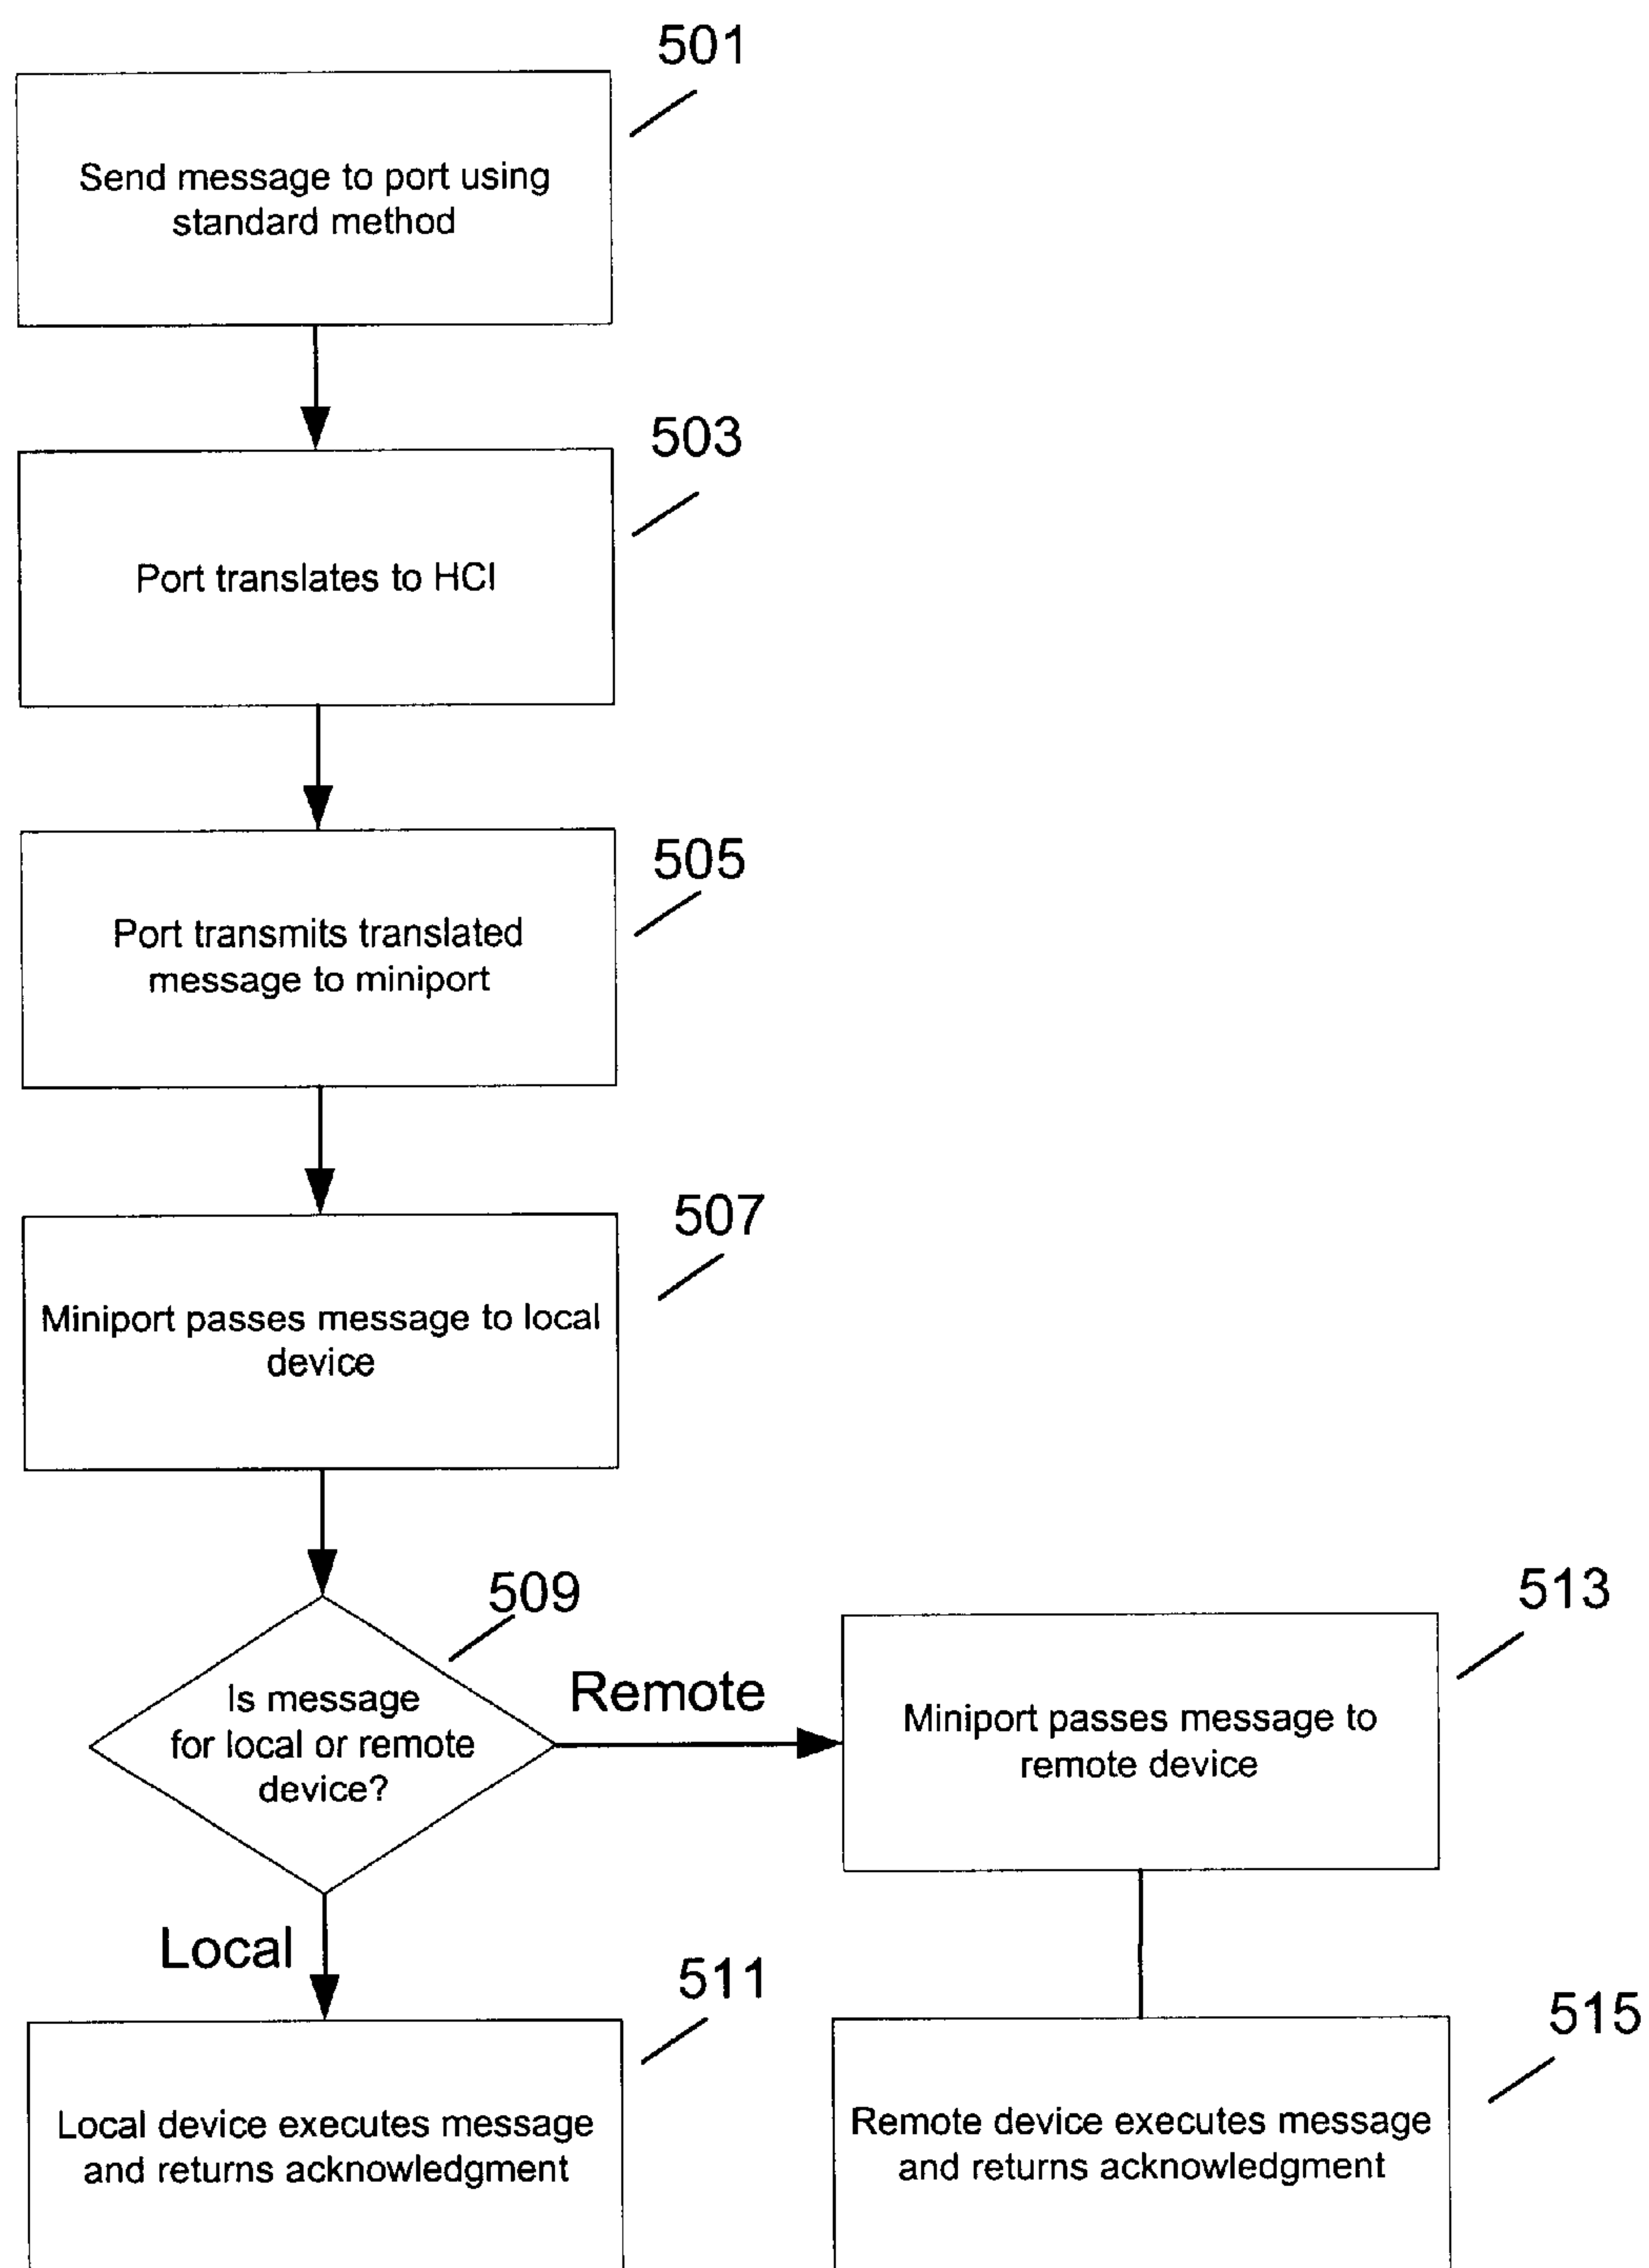 501
Send message to port using
standard method
503
Port translates to HCI
505
Port transmits translated
message to miniport
507
Miniport passes message to local
device
509
Is message
for local or remote
device?
Remote
513
Miniport passes message to
remote device
Local
511
Local device executes message
and returns acknowledgment
515
Remote device executes message
and returns acknowledgment